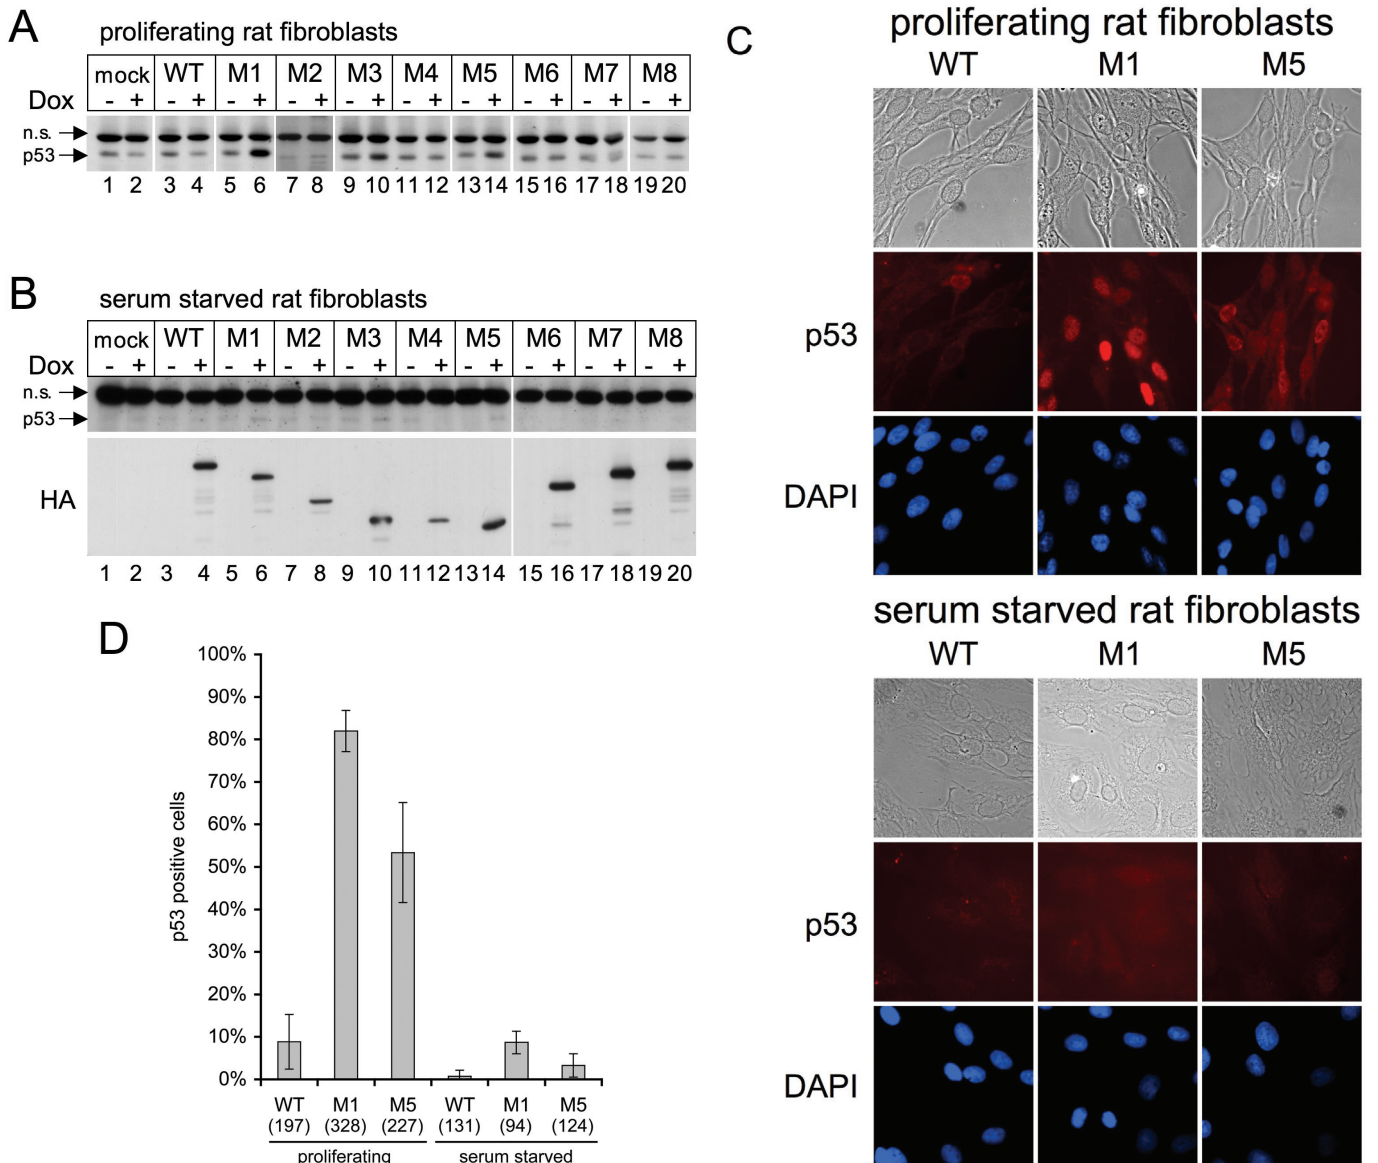 A
proliferating rat fibroblasts
mock WT M1 M2 M3 M4 M5 M6 M7 M8
Dox - + - + - + - + - + - + - + - + - + - +
n.s.
p53
1 2 3 4 5 6 7 8 9 10 11 12 13 14 15 16 17 18 19 20
B
serum starved rat fibroblasts
mock WT M1 M2 M3 M4 M5 M6 M7 M8
Dox - + - + - + - + - + - + - + - + - + - +
n.s.
p53
HA
1 2 3 4 5 6 7 8 9 10 11 12 13 14 15 16 17 18 19 20
C
proliferating rat fibroblasts
WT M1 M5
p53
DAPI
serum starved rat fibroblasts
WT M1 M5
p53
DAPI
D
p53 positive cells
100%
90%
80%
70%
60%
50%
40%
30%
20%
10%
0%
WT M1 M5 WT M1 M5
(197) (328) (227) (131) (94) (124)
proliferating serum starved